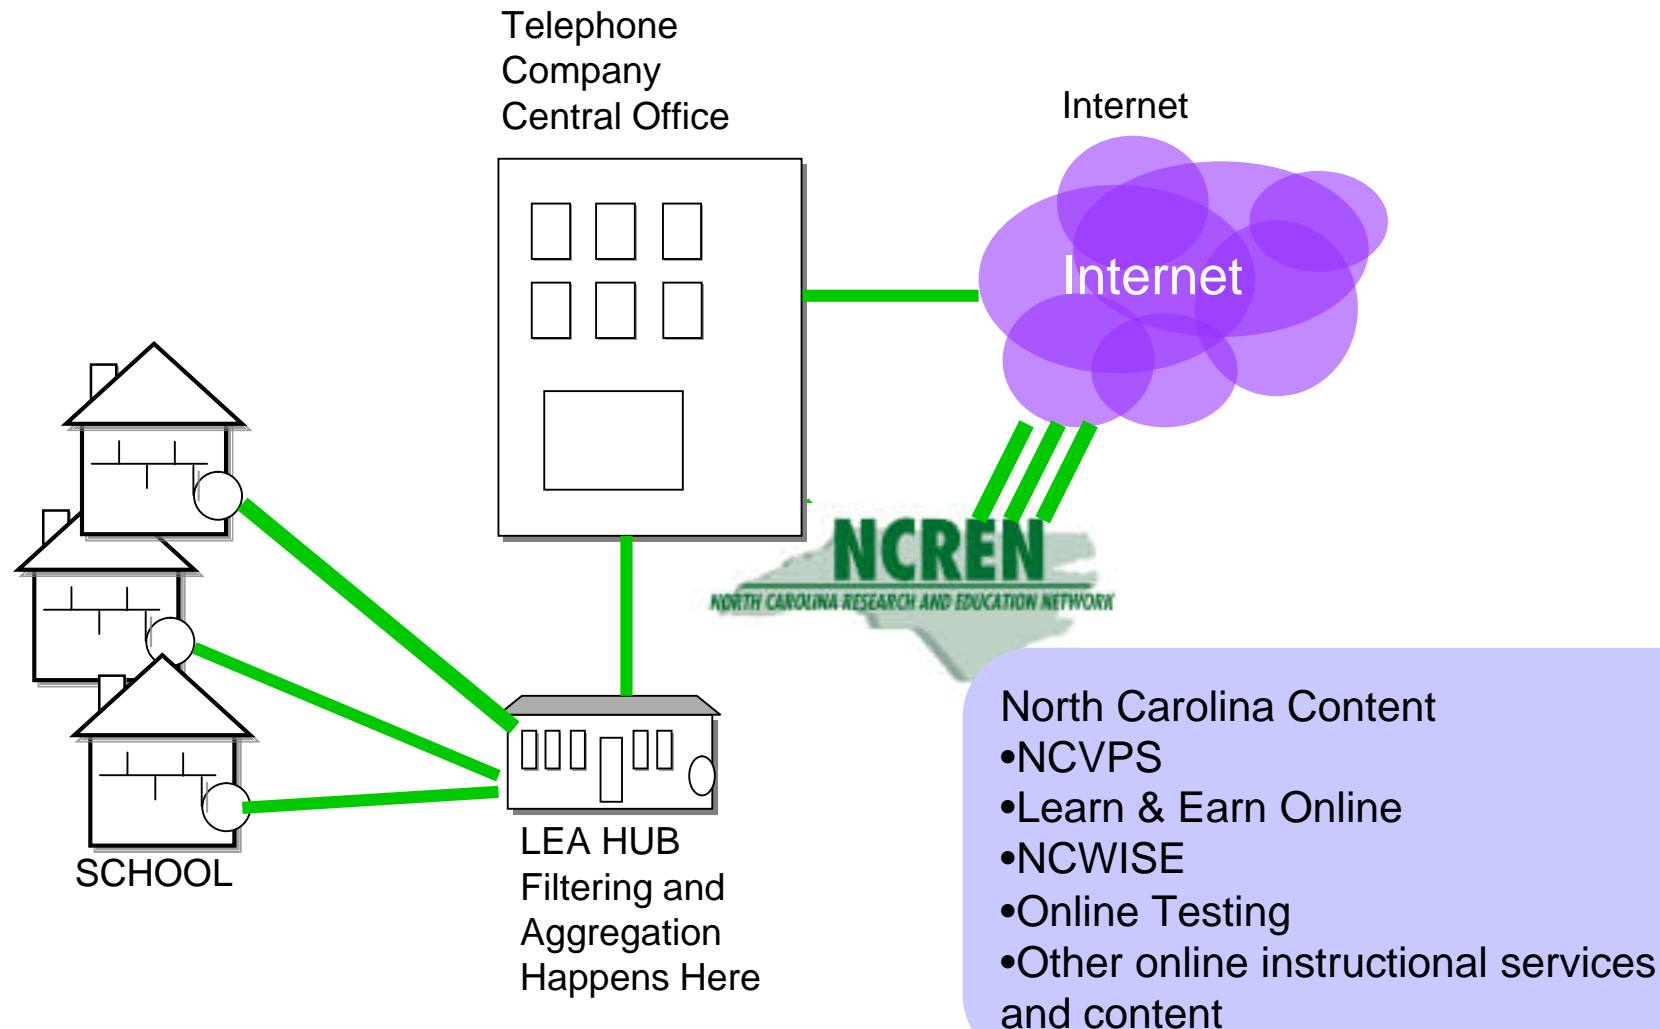 Telephone
Company
Central Office
Internet
Internet
NCREN
NORTH CAROLINA RESEARCH AND EDUCATION NETWORK
SCHOOL
LEA HUB
Filtering and
Aggregation
Happens Here
North Carolina Content
•NCVPS
•Learn & Earn Online
•NCWISE
•Online Testing
•Other online instructional services
and content